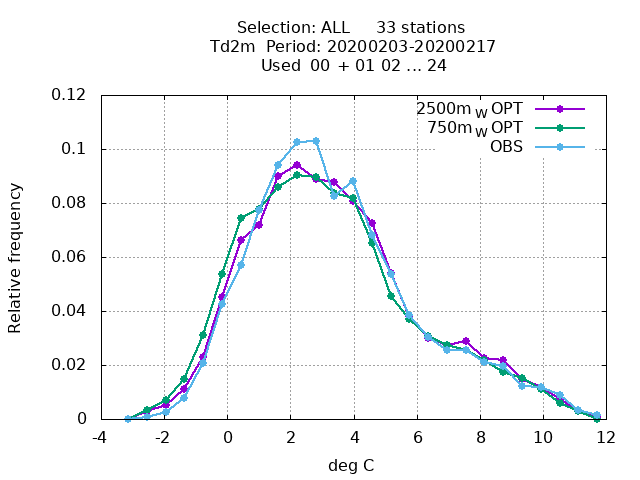 Selection: ALL 33 stations
Td2m Period: 20200203-20200217
Used 00 + 01 02 ... 24
0.12
0.1
0.08
0.06
0.04
0.02
0
-4 -2 0 2 4 6 8 10 12
Relative frequency
deg C
2500m W OPT
750m W OPT
OBS